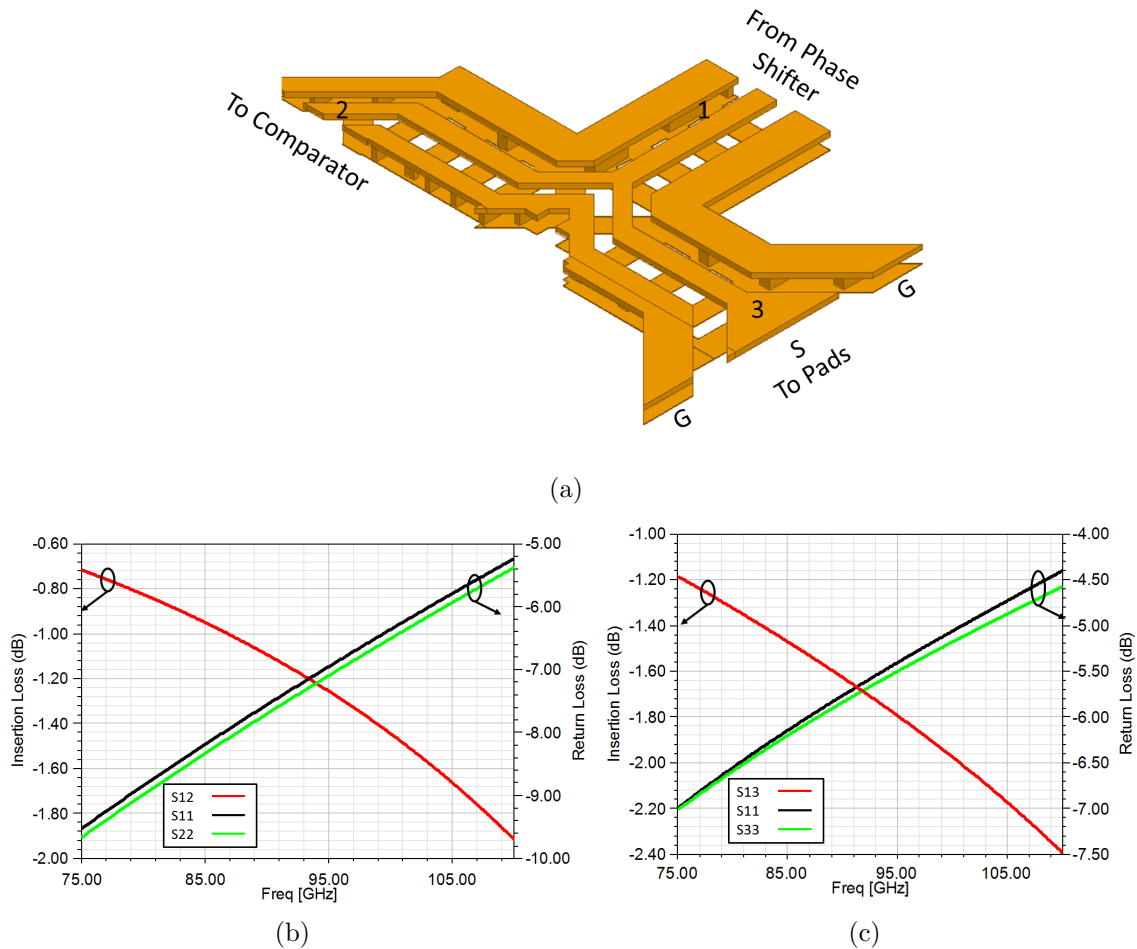 From Phase
Shifter
1
2
To Comparator
3
S
To Pads
G
G
(a)
-0.60
-0.80
-1.00
-1.20
-1.40
-1.60
-1.80
-2.00
Insertion Loss (dB)
-5.00
-6.00
-7.00
-8.00
-9.00
-10.00
Return Loss (dB)
S12
S11
S22
75.00
85.00
95.00
105.00
Freq [GHz]
(b)
-1.00
-1.20
-1.40
-1.60
-1.80
-2.00
-2.20
-2.40
Insertion Loss (dB)
-4.00
-4.50
-5.00
-5.50
-6.00
-6.50
-7.00
-7.50
Return Loss (dB)
S13
S11
S33
75.00
85.00
95.00
105.00
Freq [GHz]
(c)